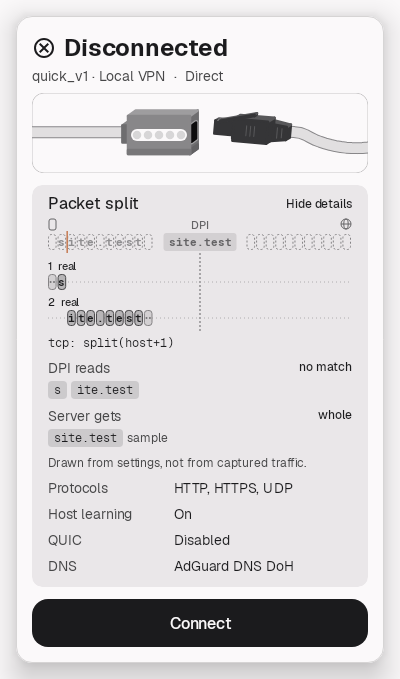 Disconnected
quick_v1 · Local VPN · Direct
Packet split Hide details
DPI
site.test site.test
1 real
s
2 real
ite.test
tcp: split(host+1)
DPI reads no match
s ite.test
Server gets whole
site.test sample
Drawn from settings, not from captured traffic.
Protocols HTTP, HTTPS, UDP
Host learning On
QUIC Disabled
DNS AdGuard DNS DoH
Connect